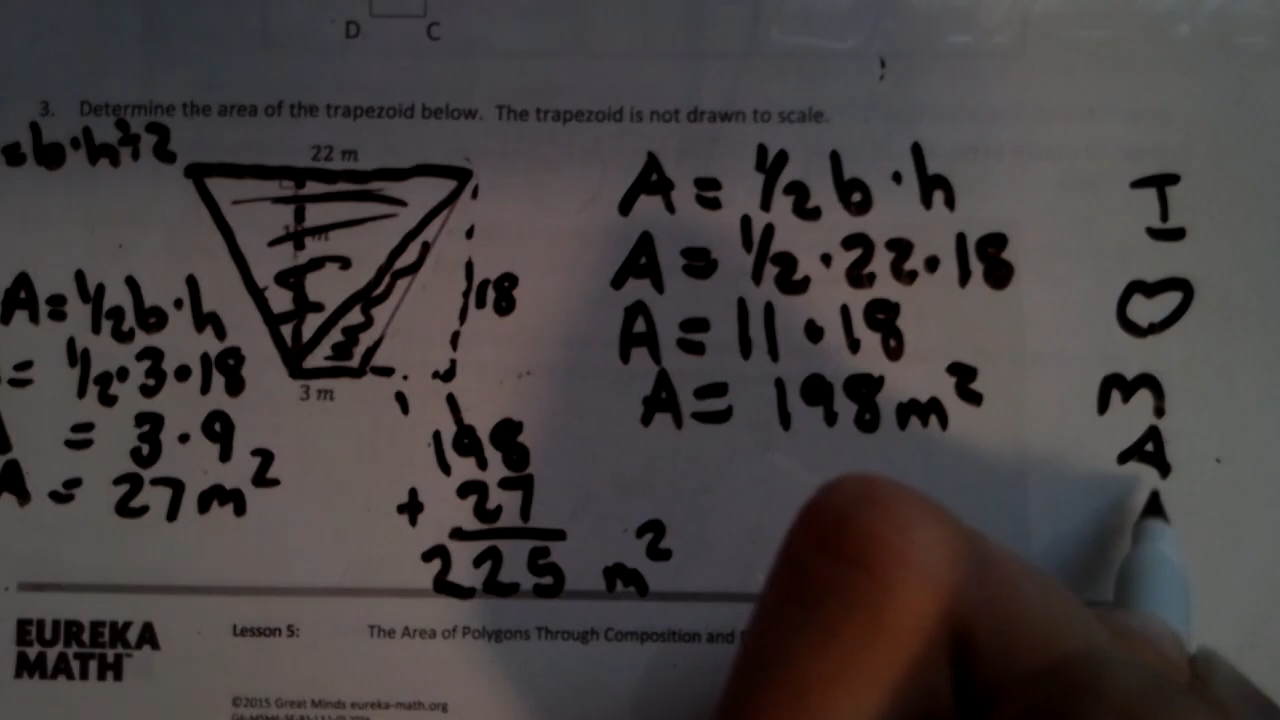 D C
3. Determine the area of the trapezoid below. The trapezoid is not drawn to scale.
=b·h÷2
22 m
18
3 m
A=½b·h
= ½·3·18
= 3·9
A = 27m²
198
+ 27
225 m²
A = ½b·h
A = ½·22·18
A = 11·18
A = 198m²
I
O
M
A
EUREKA
MATH™
Lesson 5: The Area of Polygons Through Composition and
©2015 Great Minds eureka-math.org